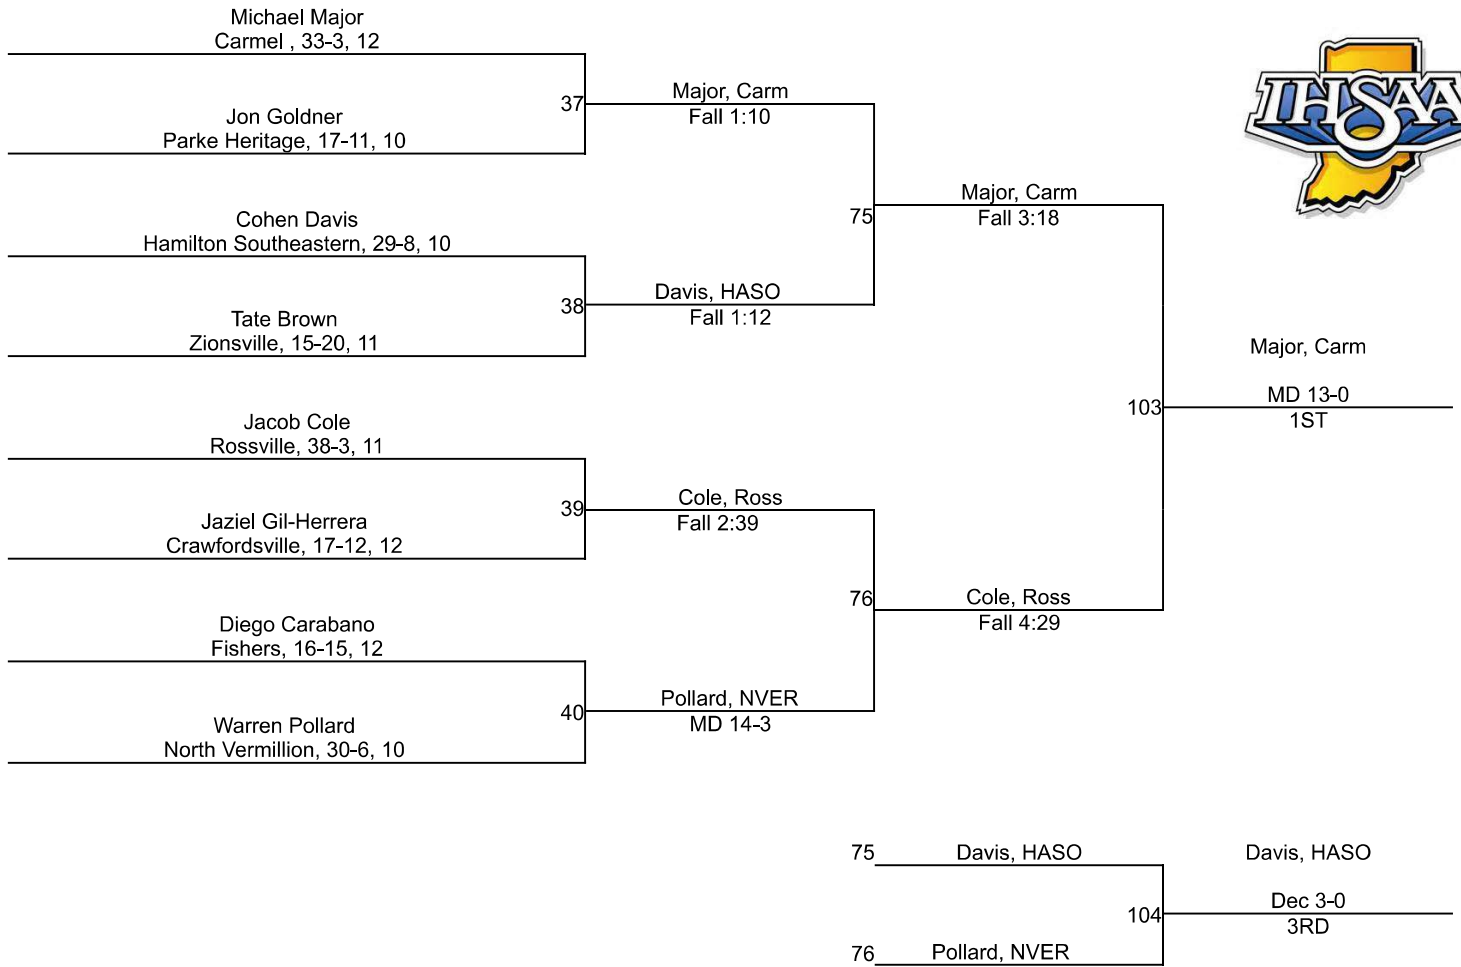 Michael Major
Carmel , 33-3, 12
37
Major, Carm
Fall 1:10
Jon Goldner
Parke Heritage, 17-11, 10
IHSAA
75
Major, Carm
Fall 3:18
Cohen Davis
Hamilton Southeastern, 29-8, 10
38
Davis, HASO
Fall 1:12
Tate Brown
Zionsville, 15-20, 11
Major, Carm
103
MD 13-0
1ST
Jacob Cole
Rossville, 38-3, 11
39
Cole, Ross
Fall 2:39
Jaziel Gil-Herrera
Crawfordsville, 17-12, 12
76
Cole, Ross
Fall 4:29
Diego Carabano
Fishers, 16-15, 12
40
Pollard, NVER
MD 14-3
Warren Pollard
North Vermillion, 30-6, 10
75
Davis, HASO
Davis, HASO
104
Dec 3-0
3RD
76
Pollard, NVER